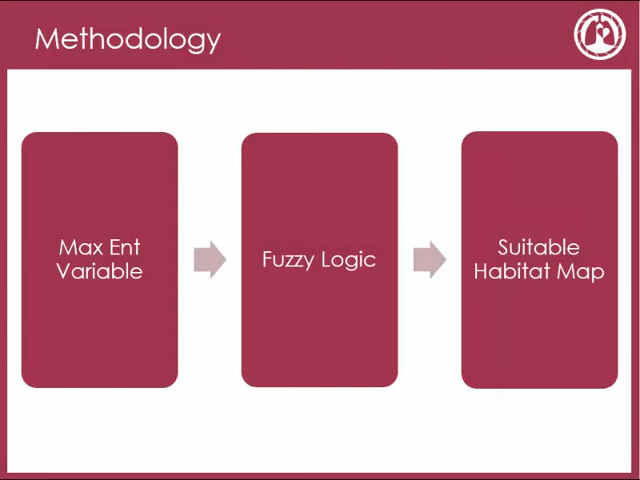 Methodology
Max Ent
Variable
Fuzzy Logic
Suitable
Habitat Map